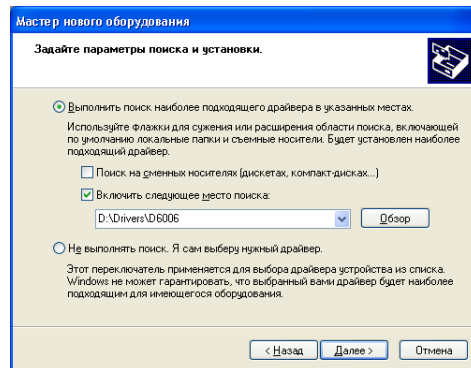 Мастер нового оборудования
Задайте параметры поиска и установки.
Выполнить поиск наиболее подходящего драйвера в указанных местах.
Используйте флажки для сужения или расширения области поиска, включающей
по умолчанию локальные папки и съемные носители. Будет установлен наиболее
подходящий драйвер.
Поиск на сменных носителях (дискетах, компакт-дисках...)
Включить следующее место поиска:
D:\Drivers\D6006
Обзор
Не выполнять поиск. Я сам выберу нужный драйвер.
Этот переключатель применяется для выбора драйвера устройства из списка.
Windows не может гарантировать, что выбранный вами драйвер будет наиболее
подходящим для имеющегося оборудования.
< Назад Далее > Отмена